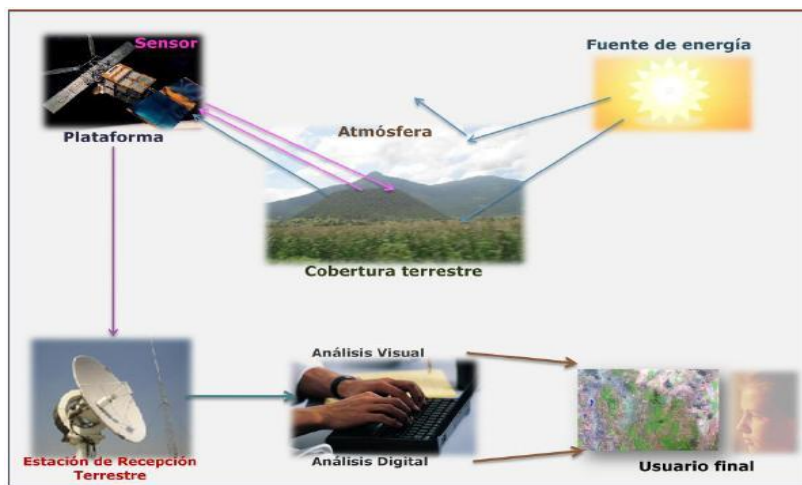 Sensor
Fuente de energía
Plataforma
Atmósfera
Cobertura terrestre
Análisis Visual
Análisis Digital
Estación de Recepción
Terrestre
Usuario final